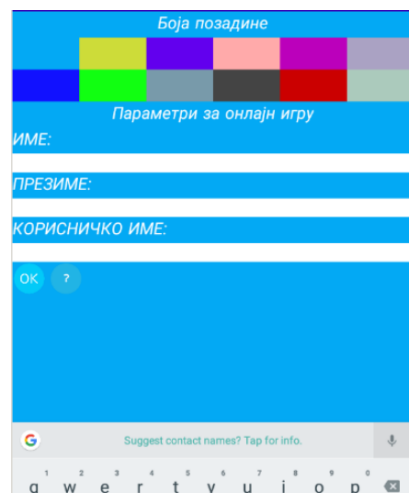 Боја позадине
Параметри за онлајн игру
ИМЕ:
ПРЕЗИМЕ:
КОРИСНИЧКО ИМЕ:
OK ?
G Suggest contact names? Tap for info.
1 2 3 4 5 6 7 8 9 0
q w e r t y u i o p